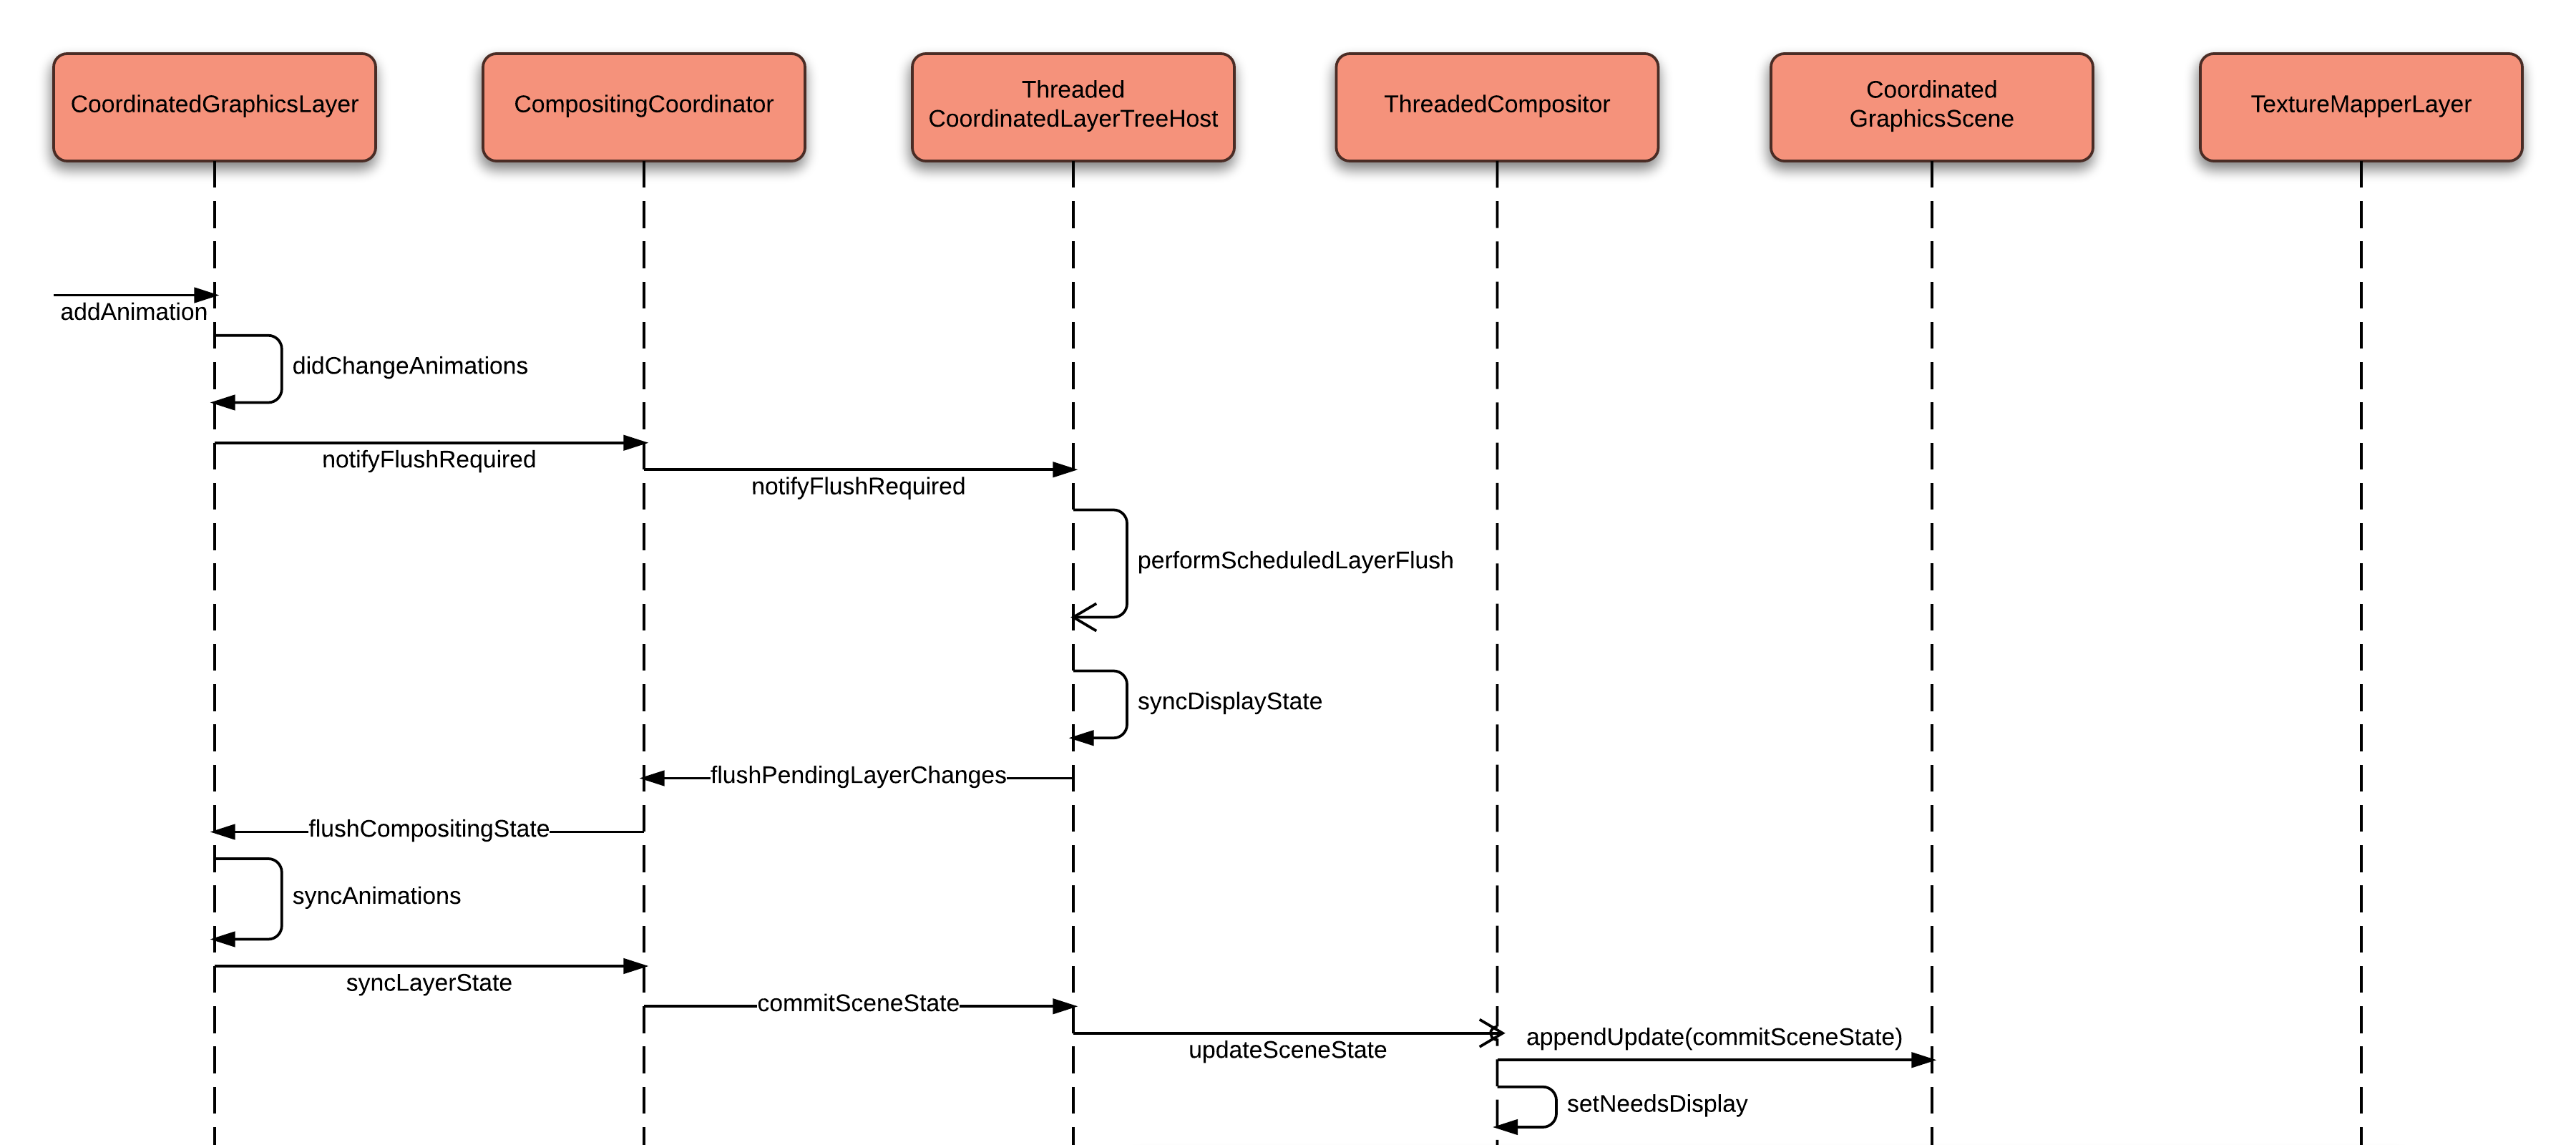 CoordinatedGraphicsLayer
CompositingCoordinator
Threaded
CoordinatedLayerTreeHost
ThreadedCompositor
Coordinated
GraphicsScene
TextureMapperLayer
addAnimation
didChangeAnimations
notifyFlushRequired
notifyFlushRequired
performScheduledLayerFlush
syncDisplayState
flushPendingLayerChanges
flushCompositingState
syncAnimations
syncLayerState
commitSceneState
updateSceneState
appendUpdate(commitSceneState)
setNeedsDisplay